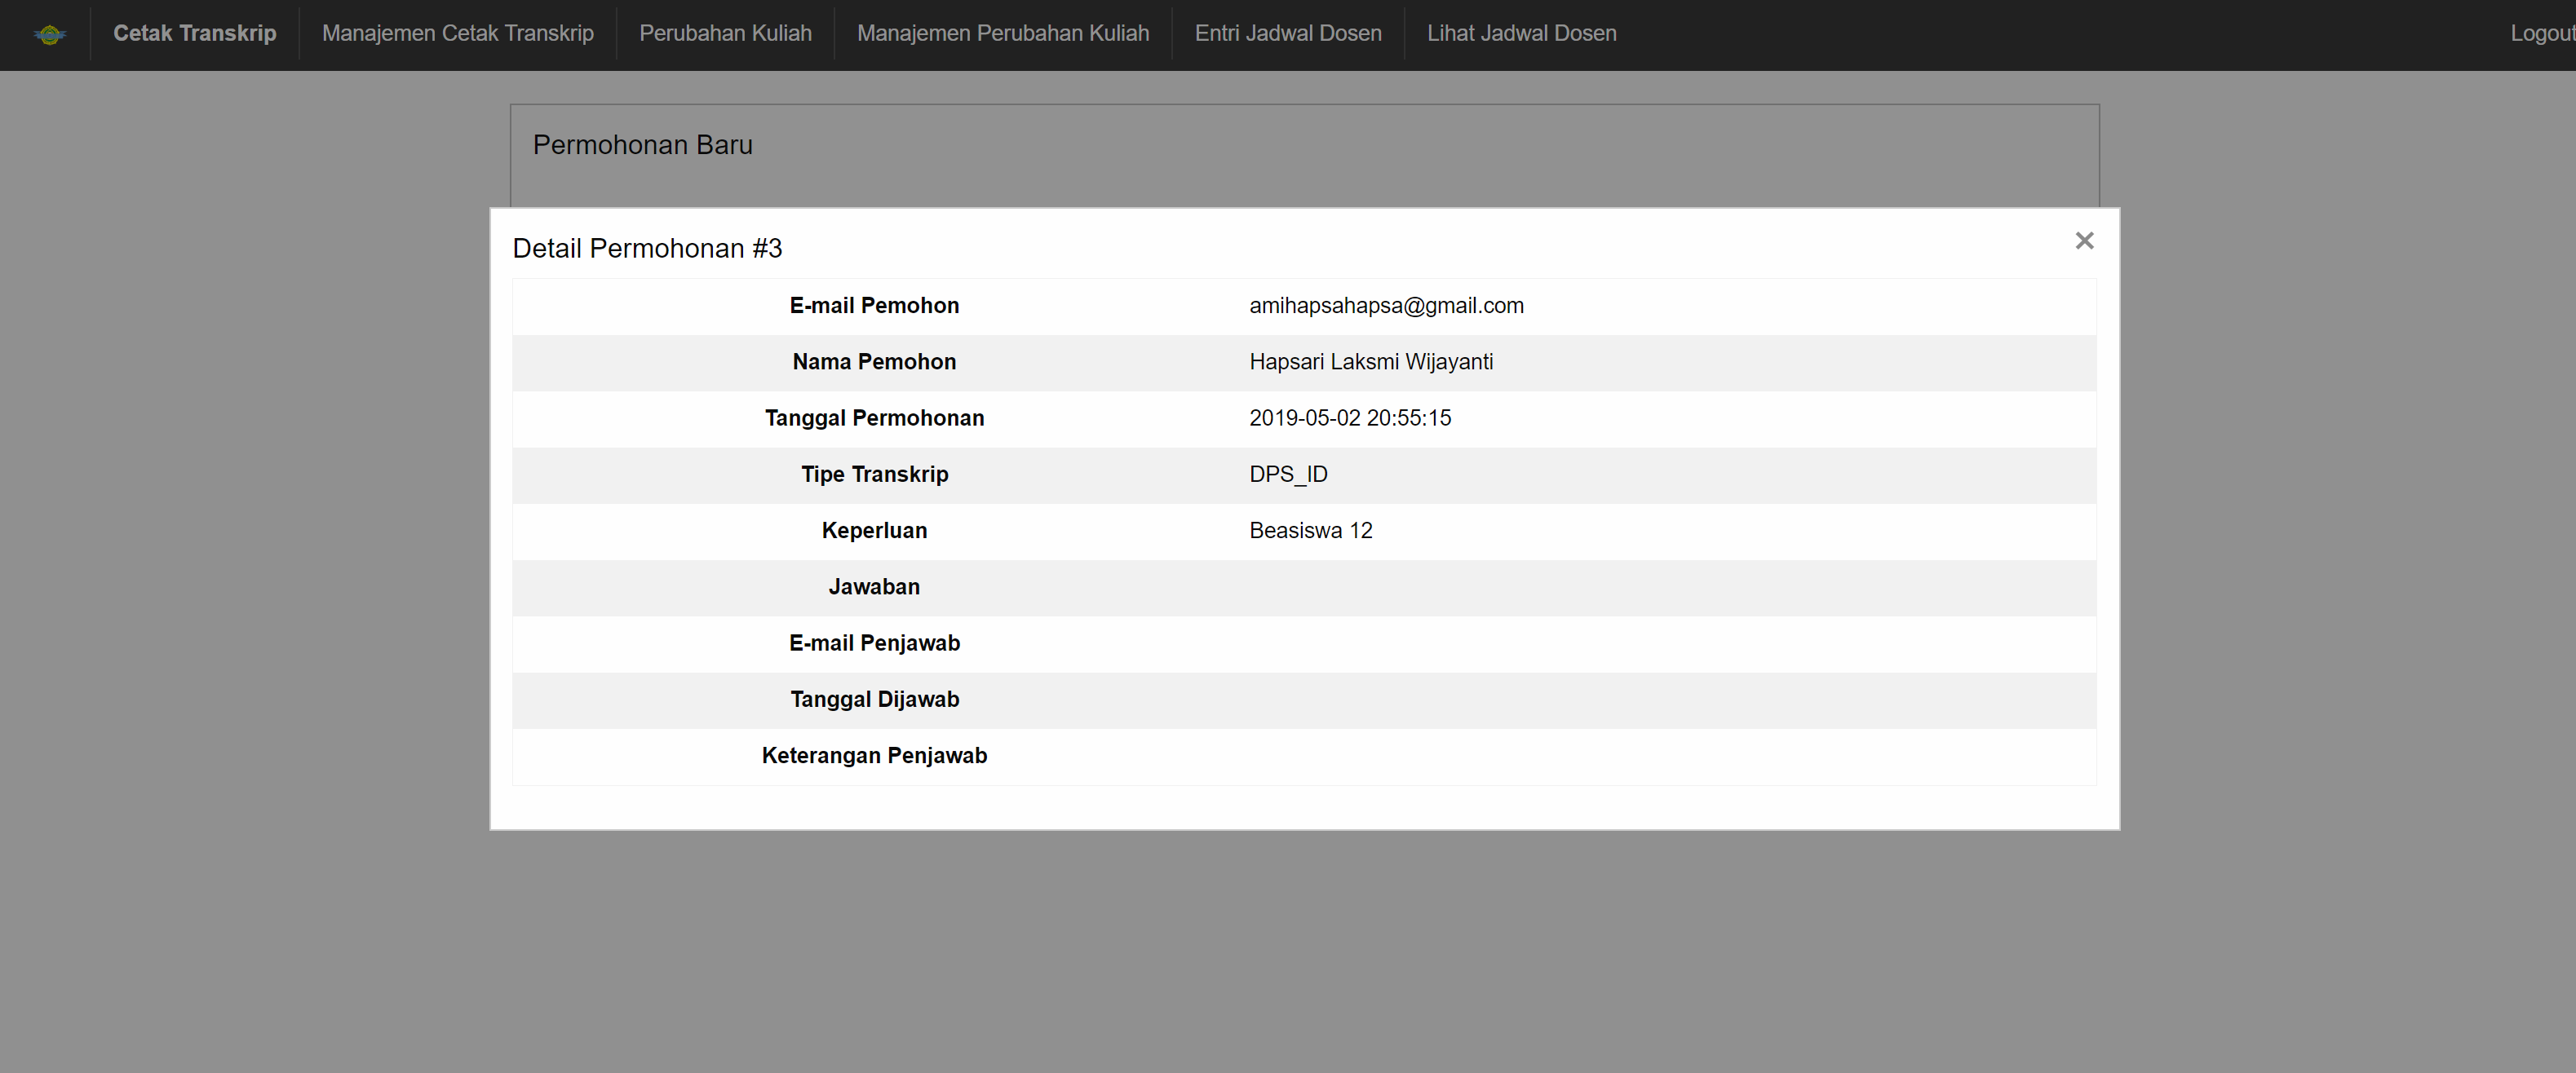 Cetak Transkrip Manajemen Cetak Transkrip Perubahan Kuliah Manajemen Perubahan Kuliah Entri Jadwal Dosen Lihat Jadwal Dosen Logout
Permohonan Baru
Detail Permohonan #3 ×
E-mail Pemohon amihapsahapsa@gmail.com
Nama Pemohon Hapsari Laksmi Wijayanti
Tanggal Permohonan 2019-05-02 20:55:15
Tipe Transkrip DPS_ID
Keperluan Beasiswa 12
Jawaban
E-mail Penjawab
Tanggal Dijawab
Keterangan Penjawab